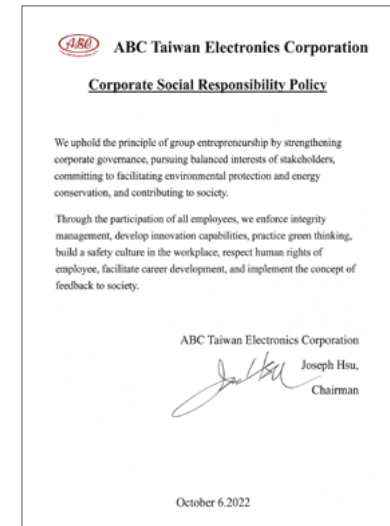 ABC
ABC Taiwan Electronics Corporation
Corporate Social Responsibility Policy
We uphold the principle of group entrepreneurship by strengthening
corporate governance, pursuing balanced interests of stakeholders,
committing to facilitating environmental protection and energy
conservation, and contributing to society.
Through the participation of all employees, we enforce integrity
management, develop innovation capabilities, practice green thinking,
build a safety culture in the workplace, respect human rights of
employee, facilitate career development, and implement the concept of
feedback to society.
ABC Taiwan Electronics Corporation
Joseph Hsu,
Chairman
October 6.2022